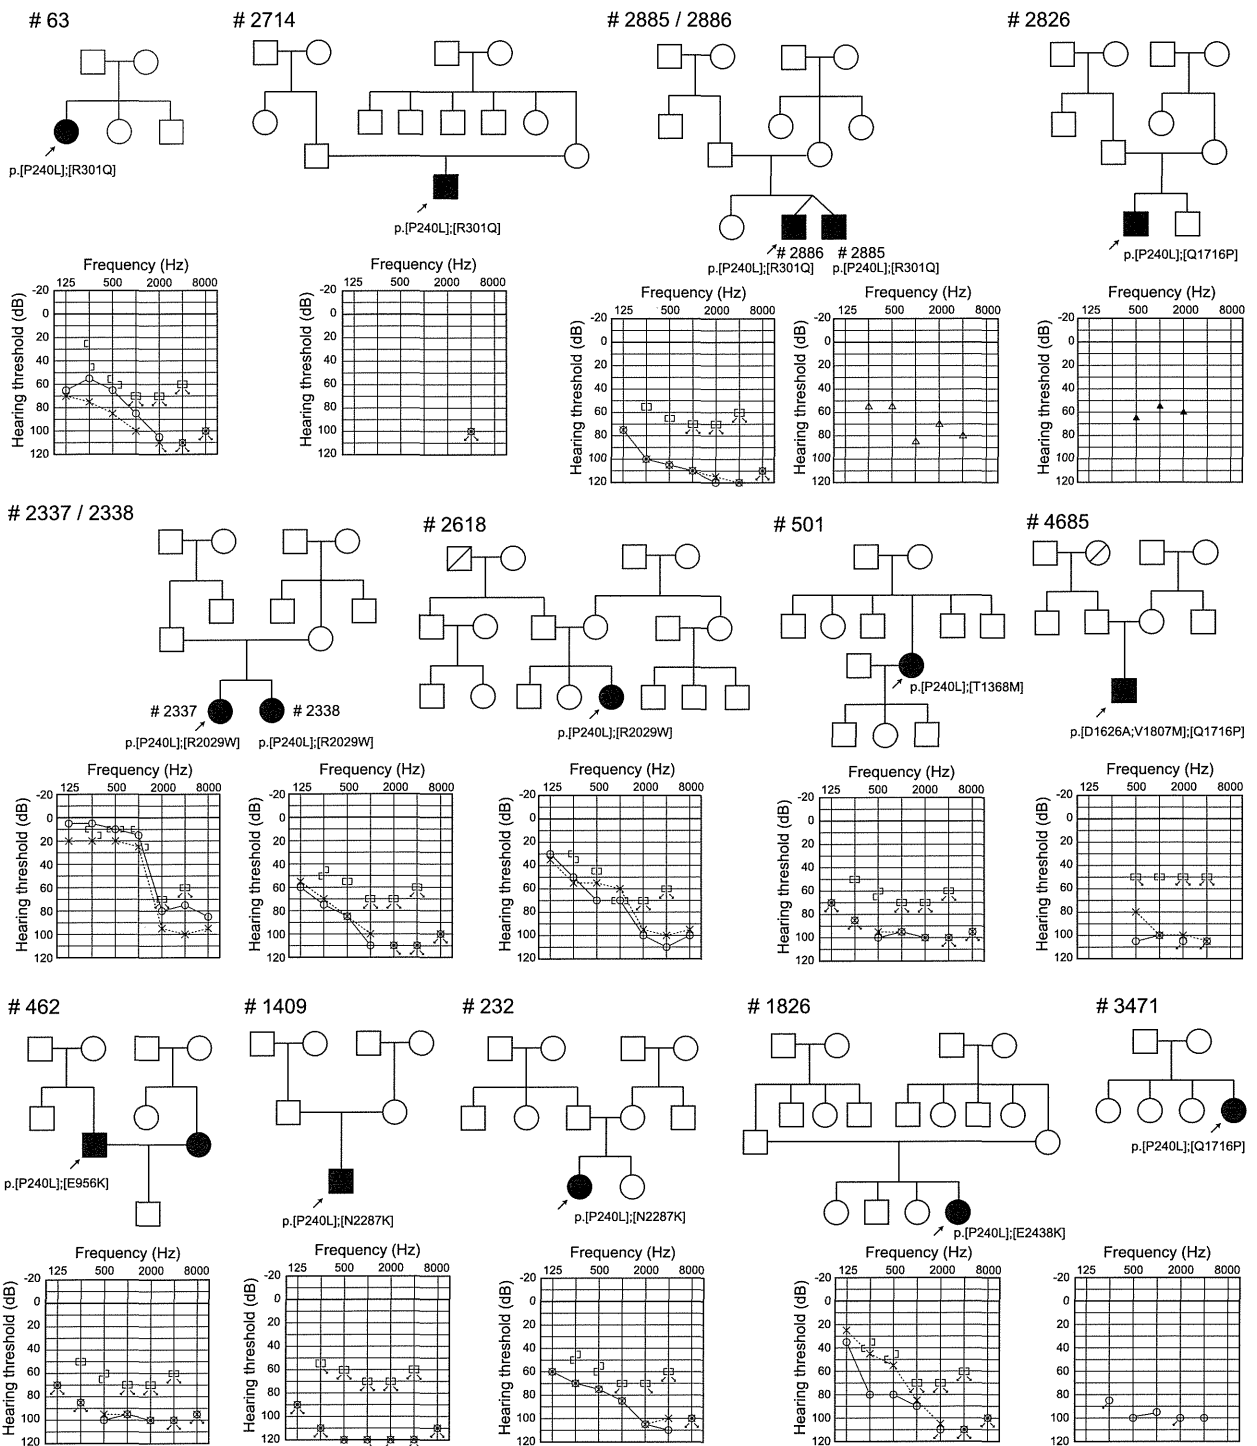 # 63
# 2714
# 2885 / 2886
# 2826
p.[P240L];[R301Q]
p.[P240L];[R301Q]
# 2886
# 2885
p.[P240L];[R301Q]
p.[P240L];[R301Q]
p.[P240L];[Q1716P]
Frequency (Hz)
125 500 2000 8000
Hearing threshold (dB)
-20
0
20
40
60
80
100
120
Frequency (Hz)
125 500 2000 8000
Hearing threshold (dB)
-20
0
20
40
60
80
100
120
Frequency (Hz)
125 500 2000 8000
Hearing threshold (dB)
-20
0
20
40
60
80
100
120
Frequency (Hz)
125 500 2000 8000
Hearing threshold (dB)
-20
0
20
40
60
80
100
120
Frequency (Hz)
125 500 2000 8000
Hearing threshold (dB)
-20
0
20
40
60
80
100
120
# 2337 / 2338
# 2618
# 501
# 4685
# 2337
# 2338
p.[P240L];[R2029W]
p.[P240L];[R2029W]
p.[P240L];[R2029W]
p.[P240L];[T1368M]
p.[D1626A;V1807M];[Q1716P]
Frequency (Hz)
125 500 2000 8000
Hearing threshold (dB)
-20
0
20
40
60
80
100
120
Frequency (Hz)
125 500 2000 8000
Hearing threshold (dB)
-20
0
20
40
60
80
100
120
Frequency (Hz)
125 500 2000 8000
Hearing threshold (dB)
-20
0
20
40
60
80
100
120
Frequency (Hz)
125 500 2000 8000
Hearing threshold (dB)
-20
0
20
40
60
80
100
120
Frequency (Hz)
125 500 2000 8000
Hearing threshold (dB)
-20
0
20
40
60
80
100
120
# 462
# 1409
# 232
# 1826
# 3471
p.[P240L];[E956K]
p.[P240L];[N2287K]
p.[P240L];[N2287K]
p.[P240L];[E2438K]
p.[P240L];[Q1716P]
Frequency (Hz)
125 500 2000 8000
Hearing threshold (dB)
-20
0
20
40
60
80
100
120
Frequency (Hz)
125 500 2000 8000
Hearing threshold (dB)
-20
0
20
40
60
80
100
120
Frequency (Hz)
125 500 2000 8000
Hearing threshold (dB)
-20
0
20
40
60
80
100
120
Frequency (Hz)
125 500 2000 8000
Hearing threshold (dB)
-20
0
20
40
60
80
100
120
Frequency (Hz)
125 500 2000 8000
Hearing threshold (dB)
-20
0
20
40
60
80
100
120